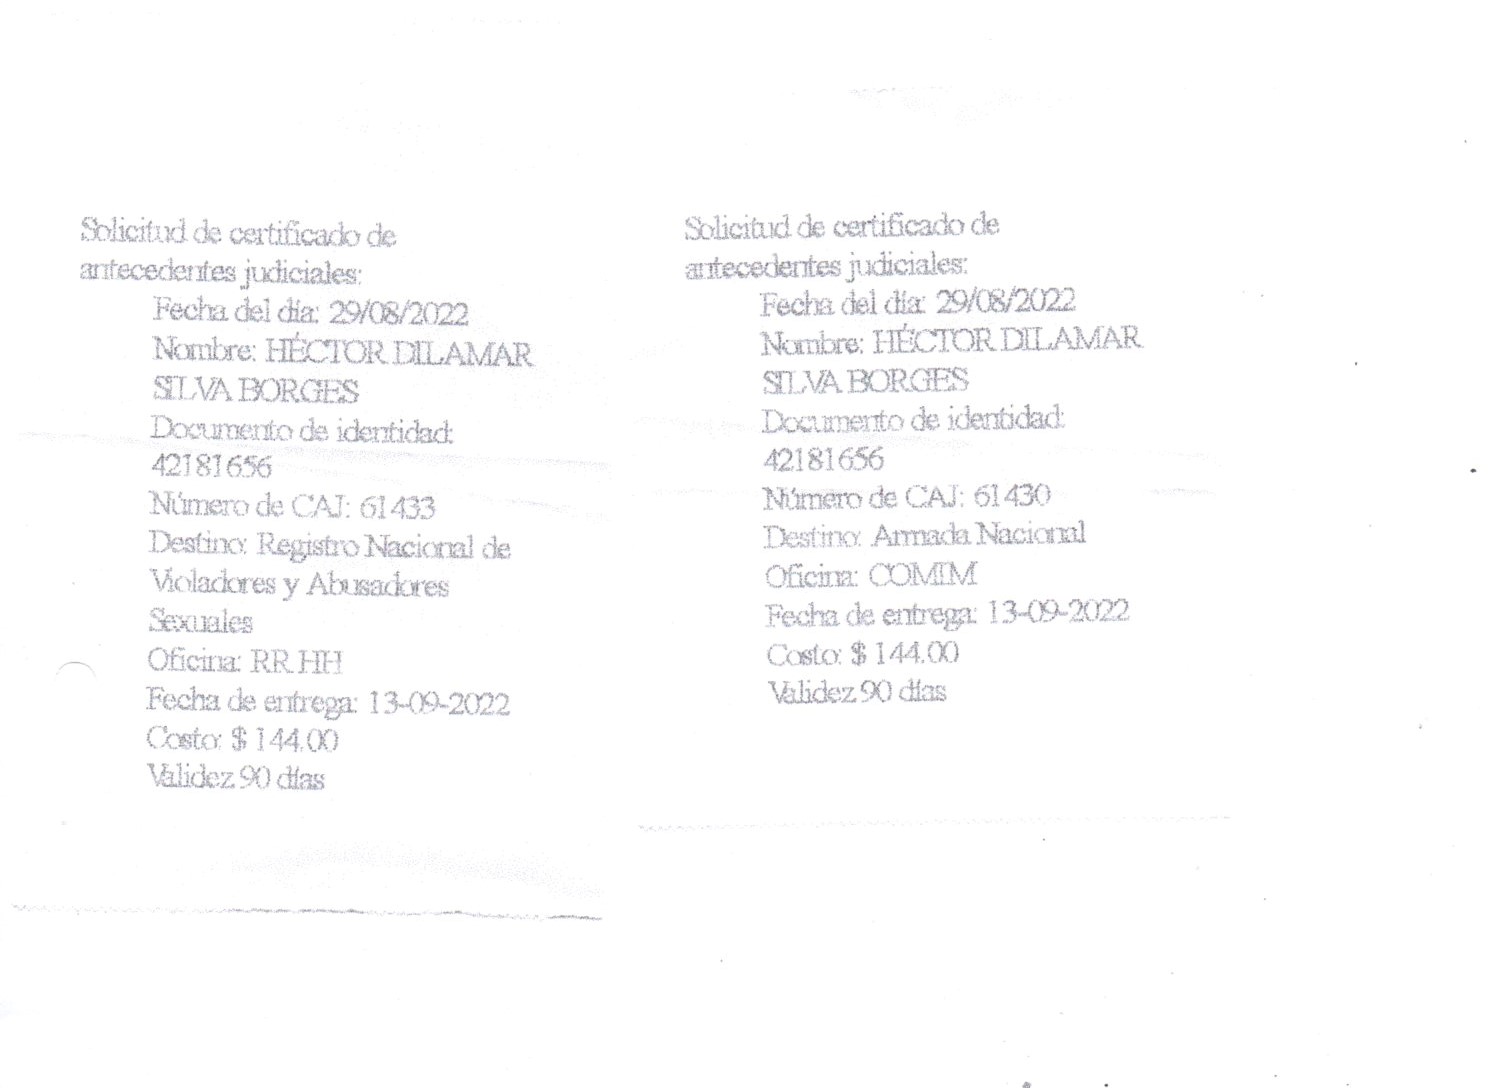 Solicitud de certificado de
antecedentes judiciales:
Fecha del día: 29/08/2022
Nombre: HÉCTOR DILAMAR
SILVA BORGES
Documento de identidad:
42181656
Número de CAJ: 61433
Destino: Registro Nacional de
Violadores y Abusadores
Sexuales
Oficina: RR.HH
Fecha de entrega: 13-09-2022
Costo: $ 144.00
Validez 90 días
Solicitud de certificado de
antecedentes judiciales:
Fecha del día: 29/08/2022
Nombre: HÉCTOR DILAMAR
SILVA BORGES
Documento de identidad:
42181656
Número de CAJ: 61430
Destino: Armada Nacional
Oficina: COMIM
Fecha de entrega: 13-09-2022
Costo: $ 144.00
Validez 90 días